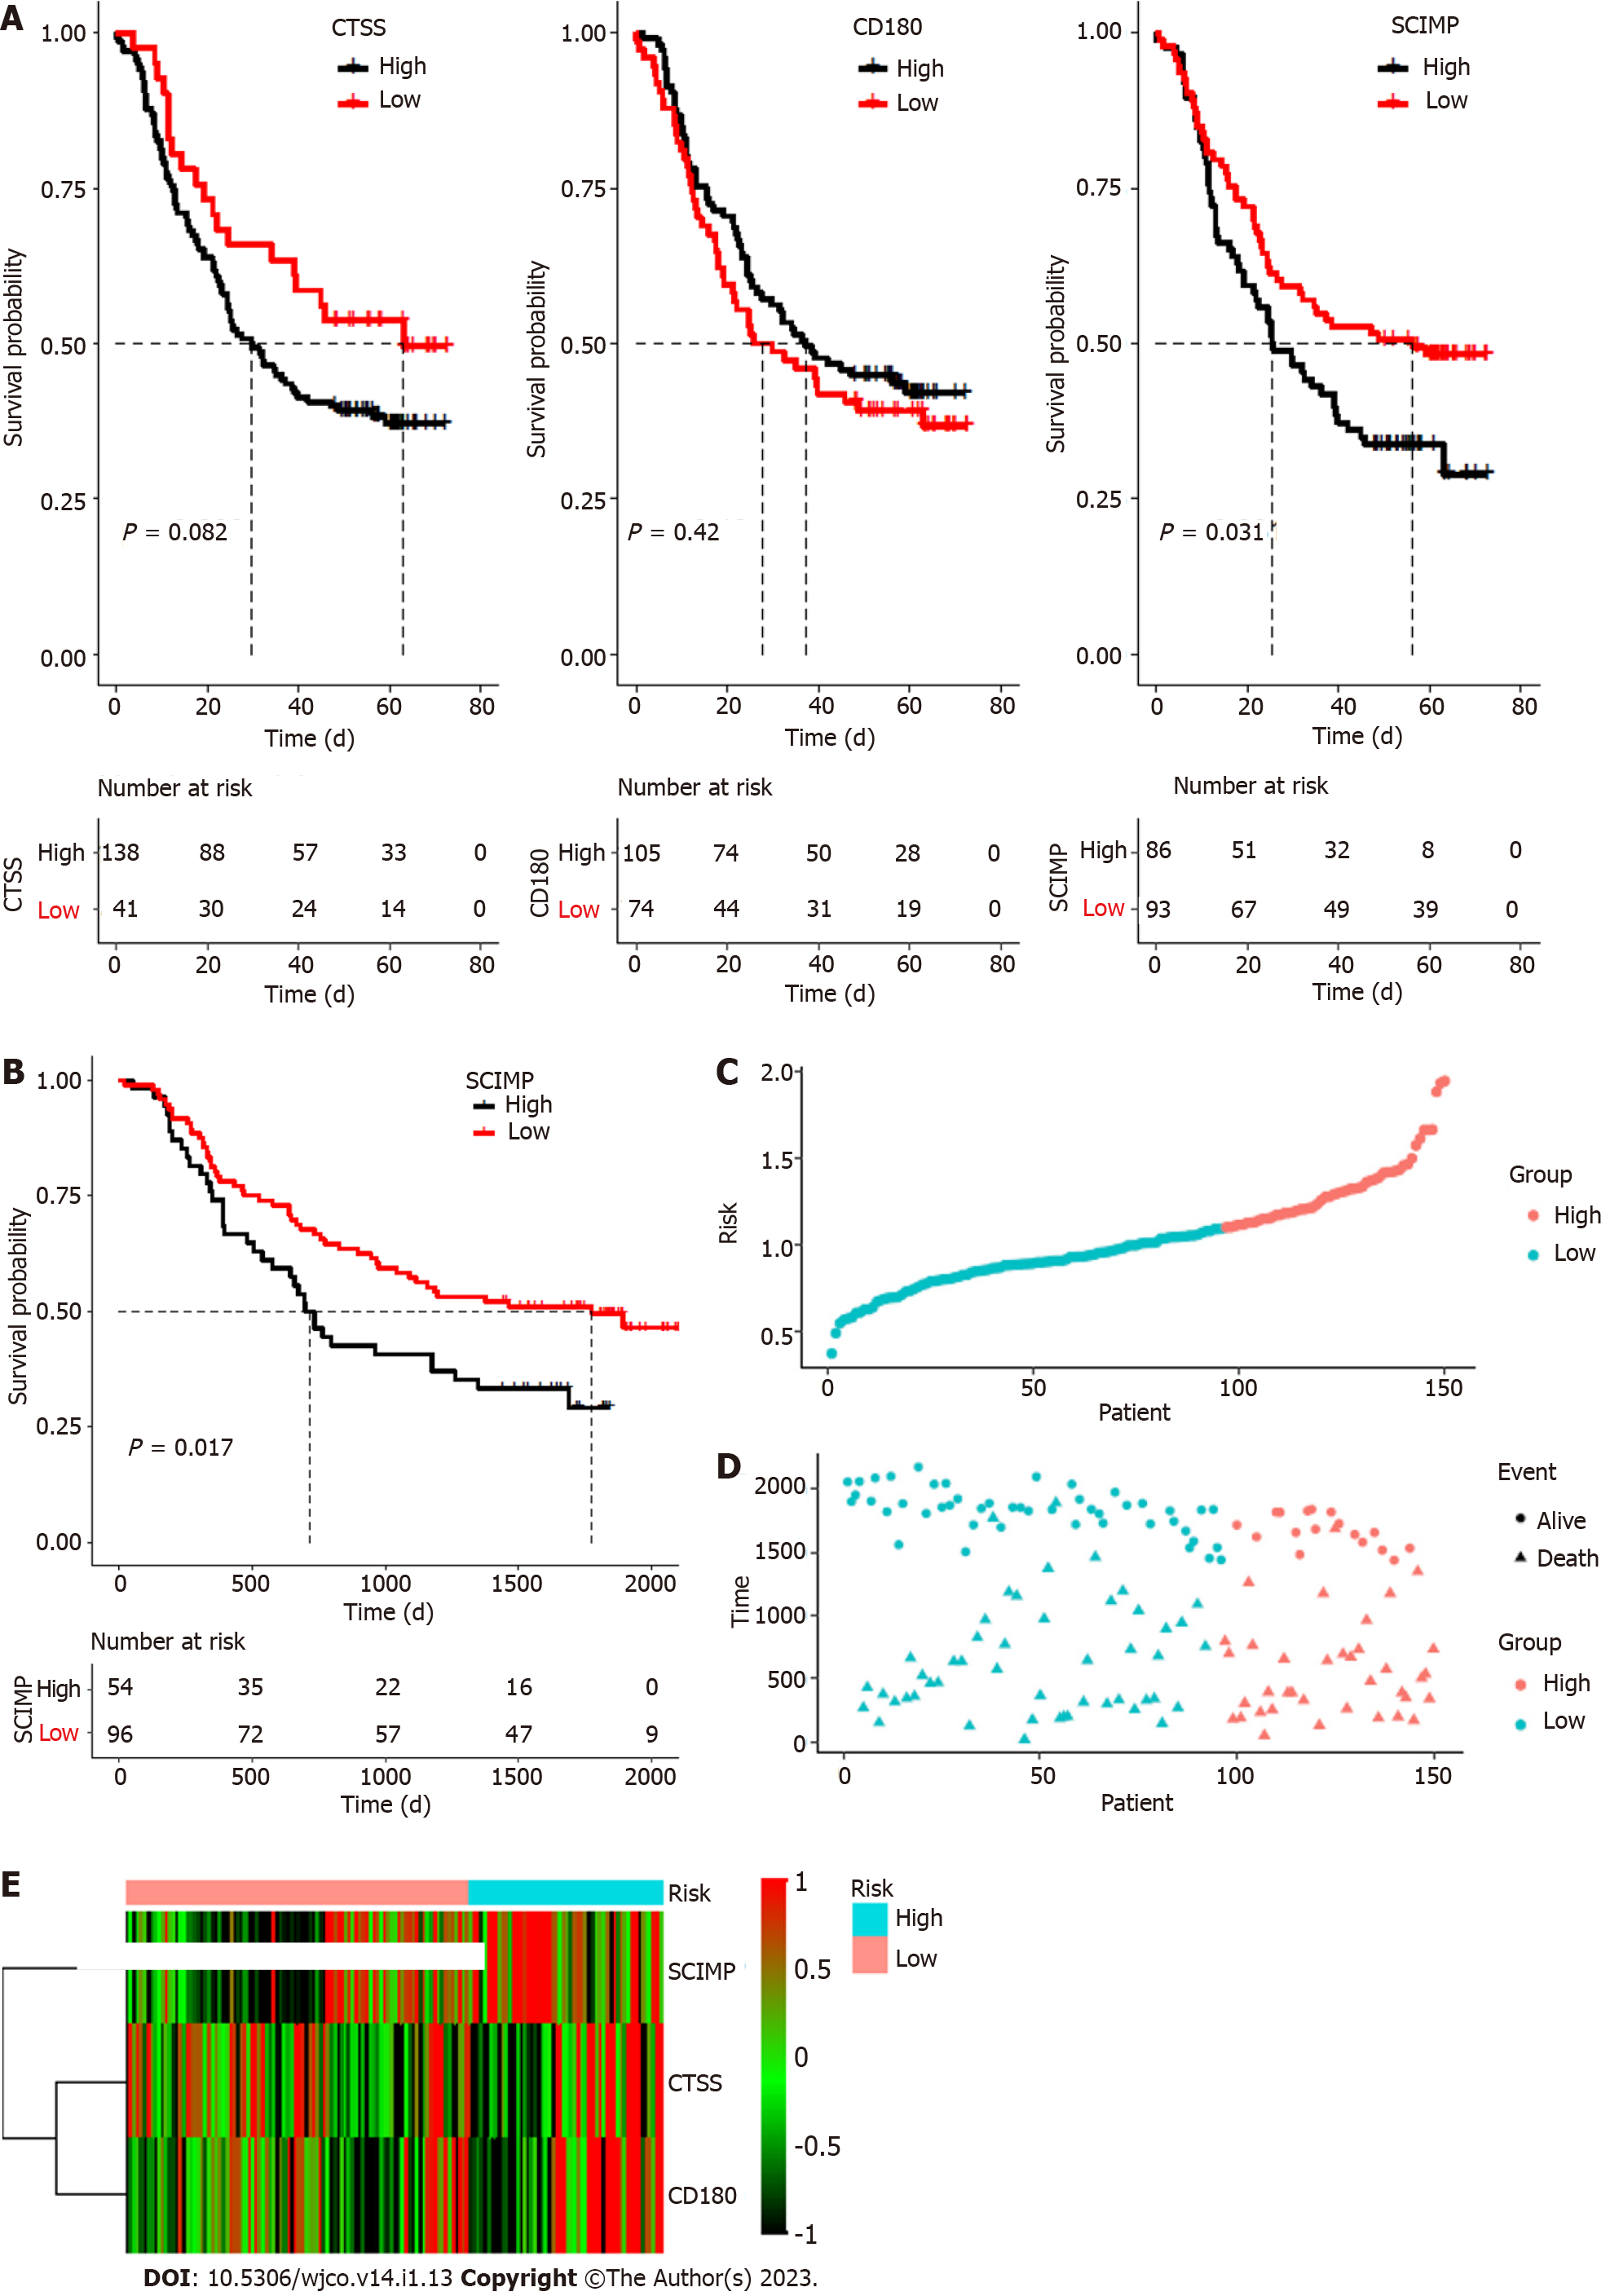 A
CTSS
High
Low
CD180
High
Low
SCIMP
High
Low
1.00
0.75
0.50
0.25
0.00
Survival probability
P = 0.082
0 20 40 60 80
Time (d)
1.00
0.75
0.50
0.25
0.00
Survival probability
P = 0.42
0 20 40 60 80
Time (d)
1.00
0.75
0.50
0.25
0.00
Survival probability
P = 0.031
0 20 40 60 80
Time (d)
Number at risk
CTSS
High 138 88 57 33 0
Low 41 30 24 14 0
0 20 40 60 80
Time (d)
Number at risk
CD180
High 105 74 50 28 0
Low 74 44 31 19 0
0 20 40 60 80
Time (d)
Number at risk
SCIMP
High 86 51 32 8 0
Low 93 67 49 39 0
0 20 40 60 80
Time (d)
B
SCIMP
High
Low
1.00
0.75
0.50
0.25
0.00
Survival probability
P = 0.017
0 500 1000 1500 2000
Time (d)
Number at risk
SCIMP
High 54 35 22 16 0
Low 96 72 57 47 9
0 500 1000 1500 2000
Time (d)
C
2.0
1.5
1.0
0.5
Risk
0 50 100 150
Patient
Group
High
Low
D
2000
1500
1000
500
0
Time
0 50 100 150
Patient
Event
Alive
Death
Group
High
Low
E
Risk
SCIMP
CTSS
CD180
1
0.5
0
-0.5
-1
Risk
High
Low
DOI: 10.5306/wjco.v14.i1.13 Copyright ©The Author(s) 2023.